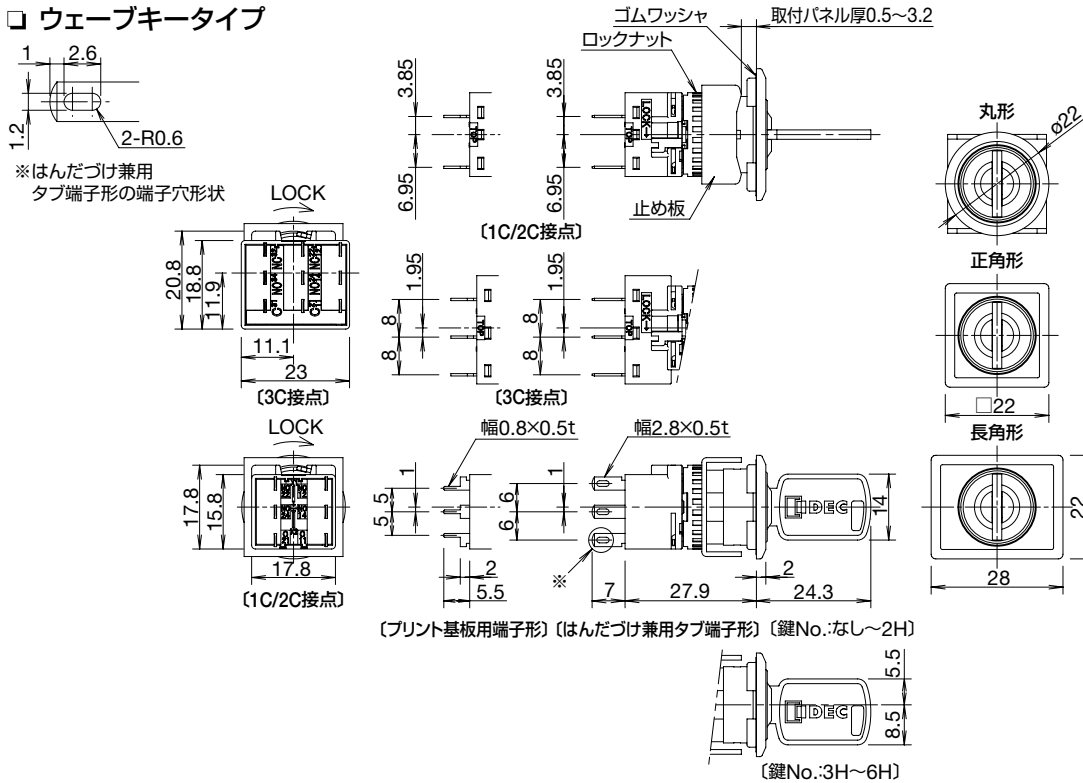 ウェーブキータイプ
1
2.6
1.2
2-R0.6
※はんだづけ兼用
タブ端子形の端子穴形状
ゴムワッシャ
取付パネル厚0.5~3.2
ロックナット
3.85
3.85
6.95
6.95
TOP
TOP
LOCK
止め板
〔1C/2C接点〕
丸形
ø22
LOCK
20.8
18.8
11.9
11.1
23
〔3C接点〕
1.95
1.95
8
8
8
8
TOP
TOP
LOCK
〔3C接点〕
正角形
□22
LOCK
17.8
15.8
17.8
〔1C/2C接点〕
幅0.8×0.5t
幅2.8×0.5t
1
1
5.5
5
6
6
※
2
5.5
7
27.9
2
24.3
14
IDEC
長角形
22
28
〔プリント基板用端子形〕
〔はんだづけ兼用タブ端子形〕
〔鍵No.:なし~2H〕
IDEC
5.5
8.5
〔鍵No.:3H~6H〕